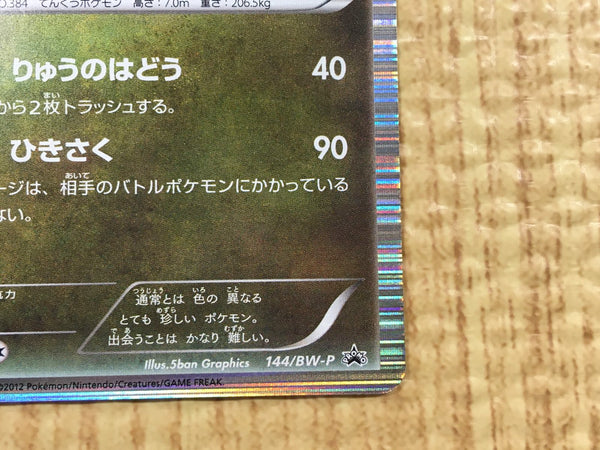 O.384 てんくうポケモン 高さ:7.0m 重さ:206.5kg
りゅうのはどう 40
から2枚トラッシュする。
ひきさく 90
ージは、相手のバトルポケモンにかかっている
ない。
通常とは 色の 異なる
とても 珍しい ポケモン。
出会うことは かなり 難しい。
Illus.5ban Graphics 144/BW-P PROMO
©2012 Pokémon/Nintendo/Creatures/GAME FREAK.